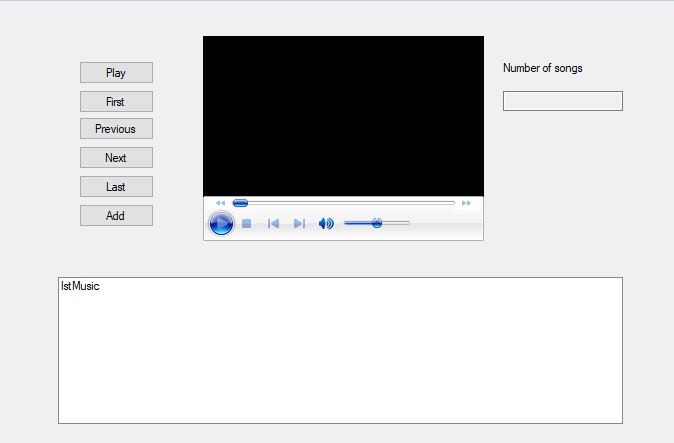 Play
First
Previous
Next
Last
Add
Number of songs
lstMusic